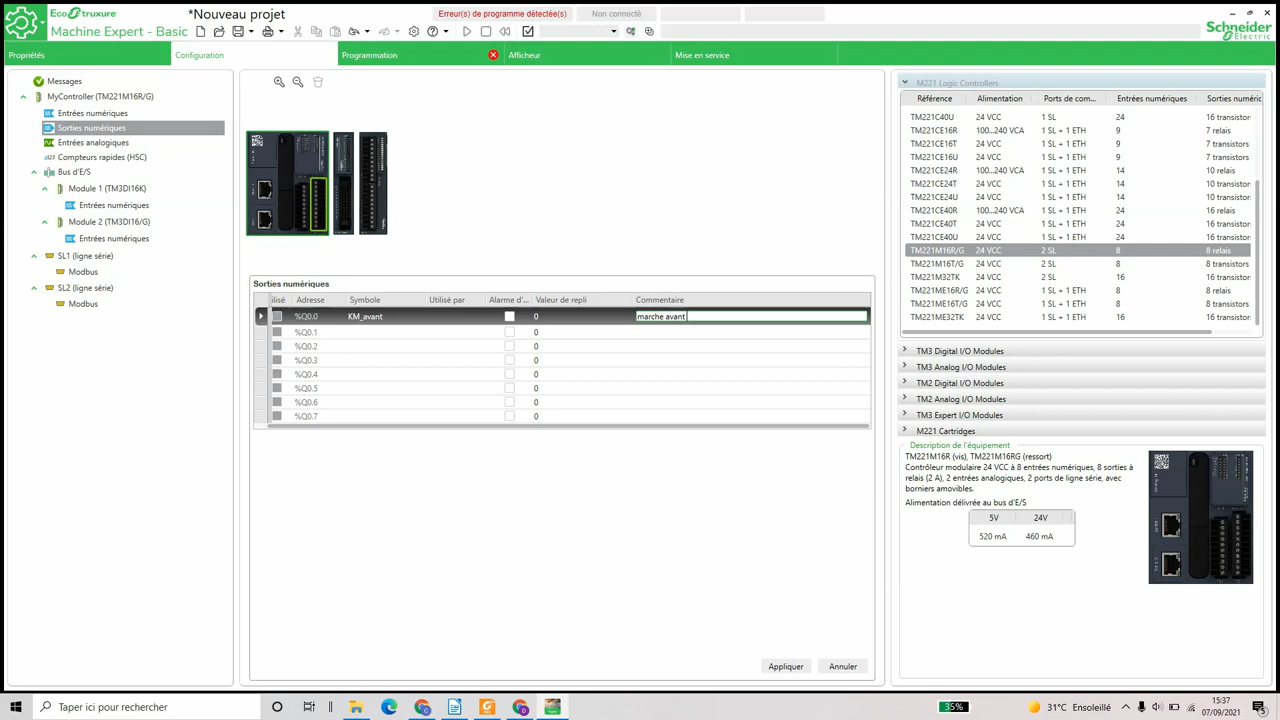 EcoStruxure
Machine Expert - Basic
*Nouveau projet
Erreur(s) de programme détectée(s)
Non connecté
Schneider
Electric
Propriétés
Configuration
Programmation
Afficheur
Mise en service
Messages
MyController (TM221M16R/G)
Entrées numériques
Sorties numériques
Entrées analogiques
Compteurs rapides (HSC)
Bus d'E/S
Module 1 (TM3DI16K)
Entrées numériques
Module 2 (TM3DI16/G)
Entrées numériques
SL1 (ligne série)
Modbus
SL2 (ligne série)
Modbus
Sorties numériques
ilisé Adresse Symbole Utilisé par Alarme d'... Valeur de repli Commentaire
%Q0.0 KM_avant 0 marche avant
%Q0.1 0
%Q0.2 0
%Q0.3 0
%Q0.4 0
%Q0.5 0
%Q0.6 0
%Q0.7 0
Appliquer
Annuler
M221 Logic Controllers
Référence Alimentation Ports de com... Entrées numériques Sorties numéric
TM221C40U 24 VCC 1 SL 24 16 transistor
TM221CE16R 100...240 VCA 1 SL + 1 ETH 9 7 relais
TM221CE16T 24 VCC 1 SL + 1 ETH 9 7 transistors
TM221CE16U 24 VCC 1 SL + 1 ETH 9 7 transistors
TM221CE24R 100...240 VCA 1 SL + 1 ETH 14 10 relais
TM221CE24T 24 VCC 1 SL + 1 ETH 14 10 transistor
TM221CE24U 24 VCC 1 SL + 1 ETH 14 10 transistor
TM221CE40R 100...240 VCA 1 SL + 1 ETH 24 16 relais
TM221CE40T 24 VCC 1 SL + 1 ETH 24 16 transistor
TM221CE40U 24 VCC 1 SL + 1 ETH 24 16 transistor
TM221M16R/G 24 VCC 2 SL 8 8 relais
TM221M16T/G 24 VCC 2 SL 8 8 transistors
TM221M32TK 24 VCC 2 SL 16 16 transistor
TM221ME16R/G 24 VCC 1 SL + 1 ETH 8 8 relais
TM221ME16T/G 24 VCC 1 SL + 1 ETH 8 8 transistors
TM221ME32TK 24 VCC 1 SL + 1 ETH 16 16 transistor
TM3 Digital I/O Modules
TM3 Analog I/O Modules
TM2 Digital I/O Modules
TM2 Analog I/O Modules
TM3 Expert I/O Modules
M221 Cartridges
Description de l'équipement
TM221M16R (vis), TM221M16RG (ressort)
Contrôleur modulaire 24 VCC à 8 entrées numériques, 8 sorties à
relais (2 A), 2 entrées analogiques, 2 ports de ligne série, avec
borniers amovibles.
Alimentation délivrée au bus d'E/S
5V 24V
520 mA 460 mA
Taper ici pour rechercher
35%
31°C Ensoleillé
15:37
07/09/2021